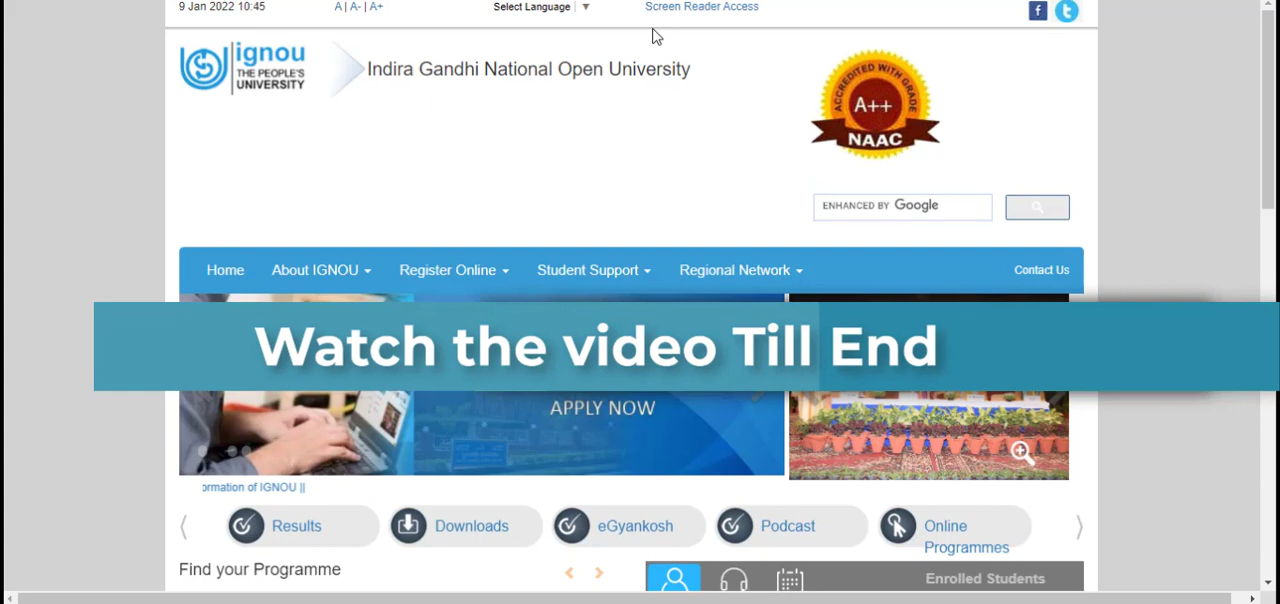 9 Jan 2022 10:45
A | A- | A+
Select Language ▼
Screen Reader Access
f
t
ignou
THE PEOPLE'S
UNIVERSITY
Indira Gandhi National Open University
ACCREDITED WITH GRADE
A++
NAAC
ENHANCED BY Google
Home
About IGNOU
Register Online
Student Support
Regional Network
Contact Us
Watch the video Till End
APPLY NOW
ormation of IGNOU ||
Results
Downloads
eGyankosh
Podcast
Online
Programmes
Find your Programme
Enrolled Students